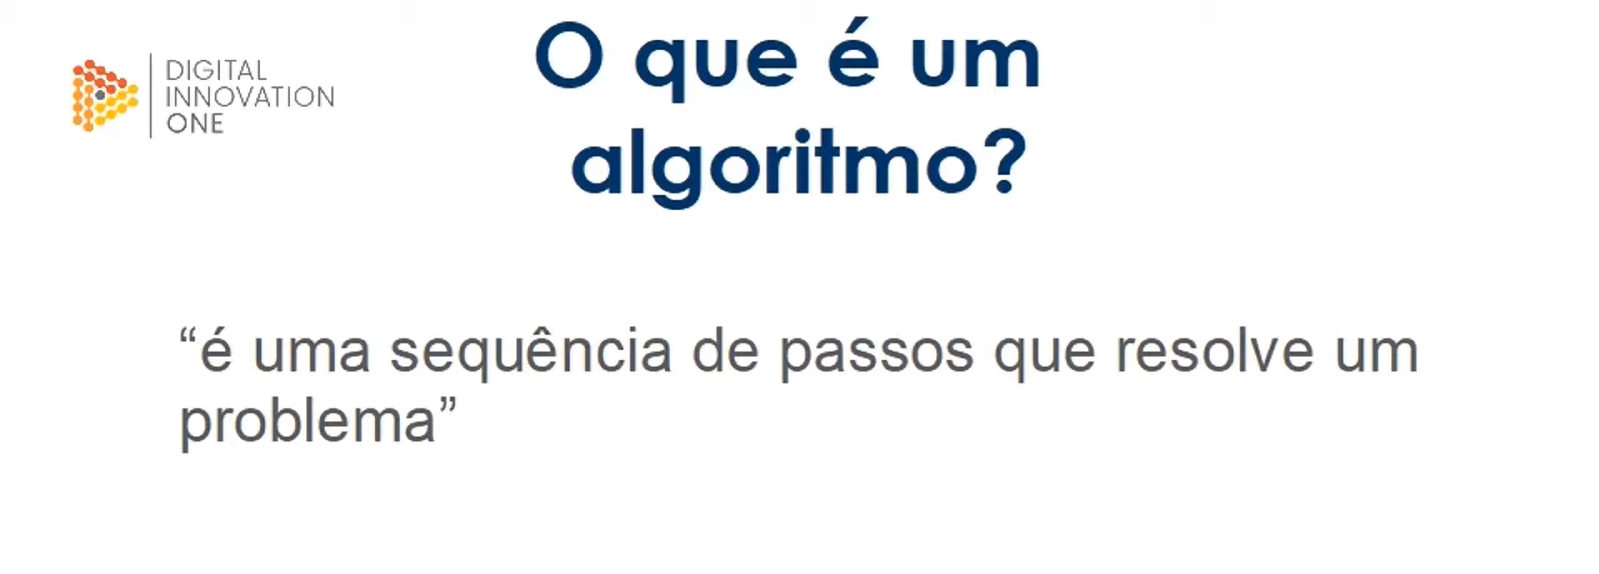 DIGITAL
INNOVATION
ONE
O que é um
algoritmo?
“é uma sequência de passos que resolve um
problema”